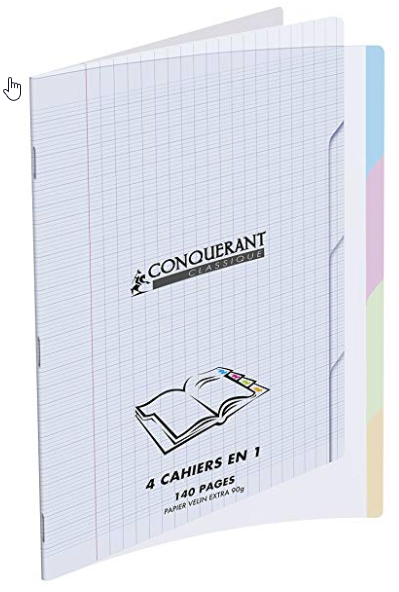 CONQUERANT
CLASSIQUE
4 CAHIERS EN 1
140 PAGES
PAPIER VELIN EXTRA 90g